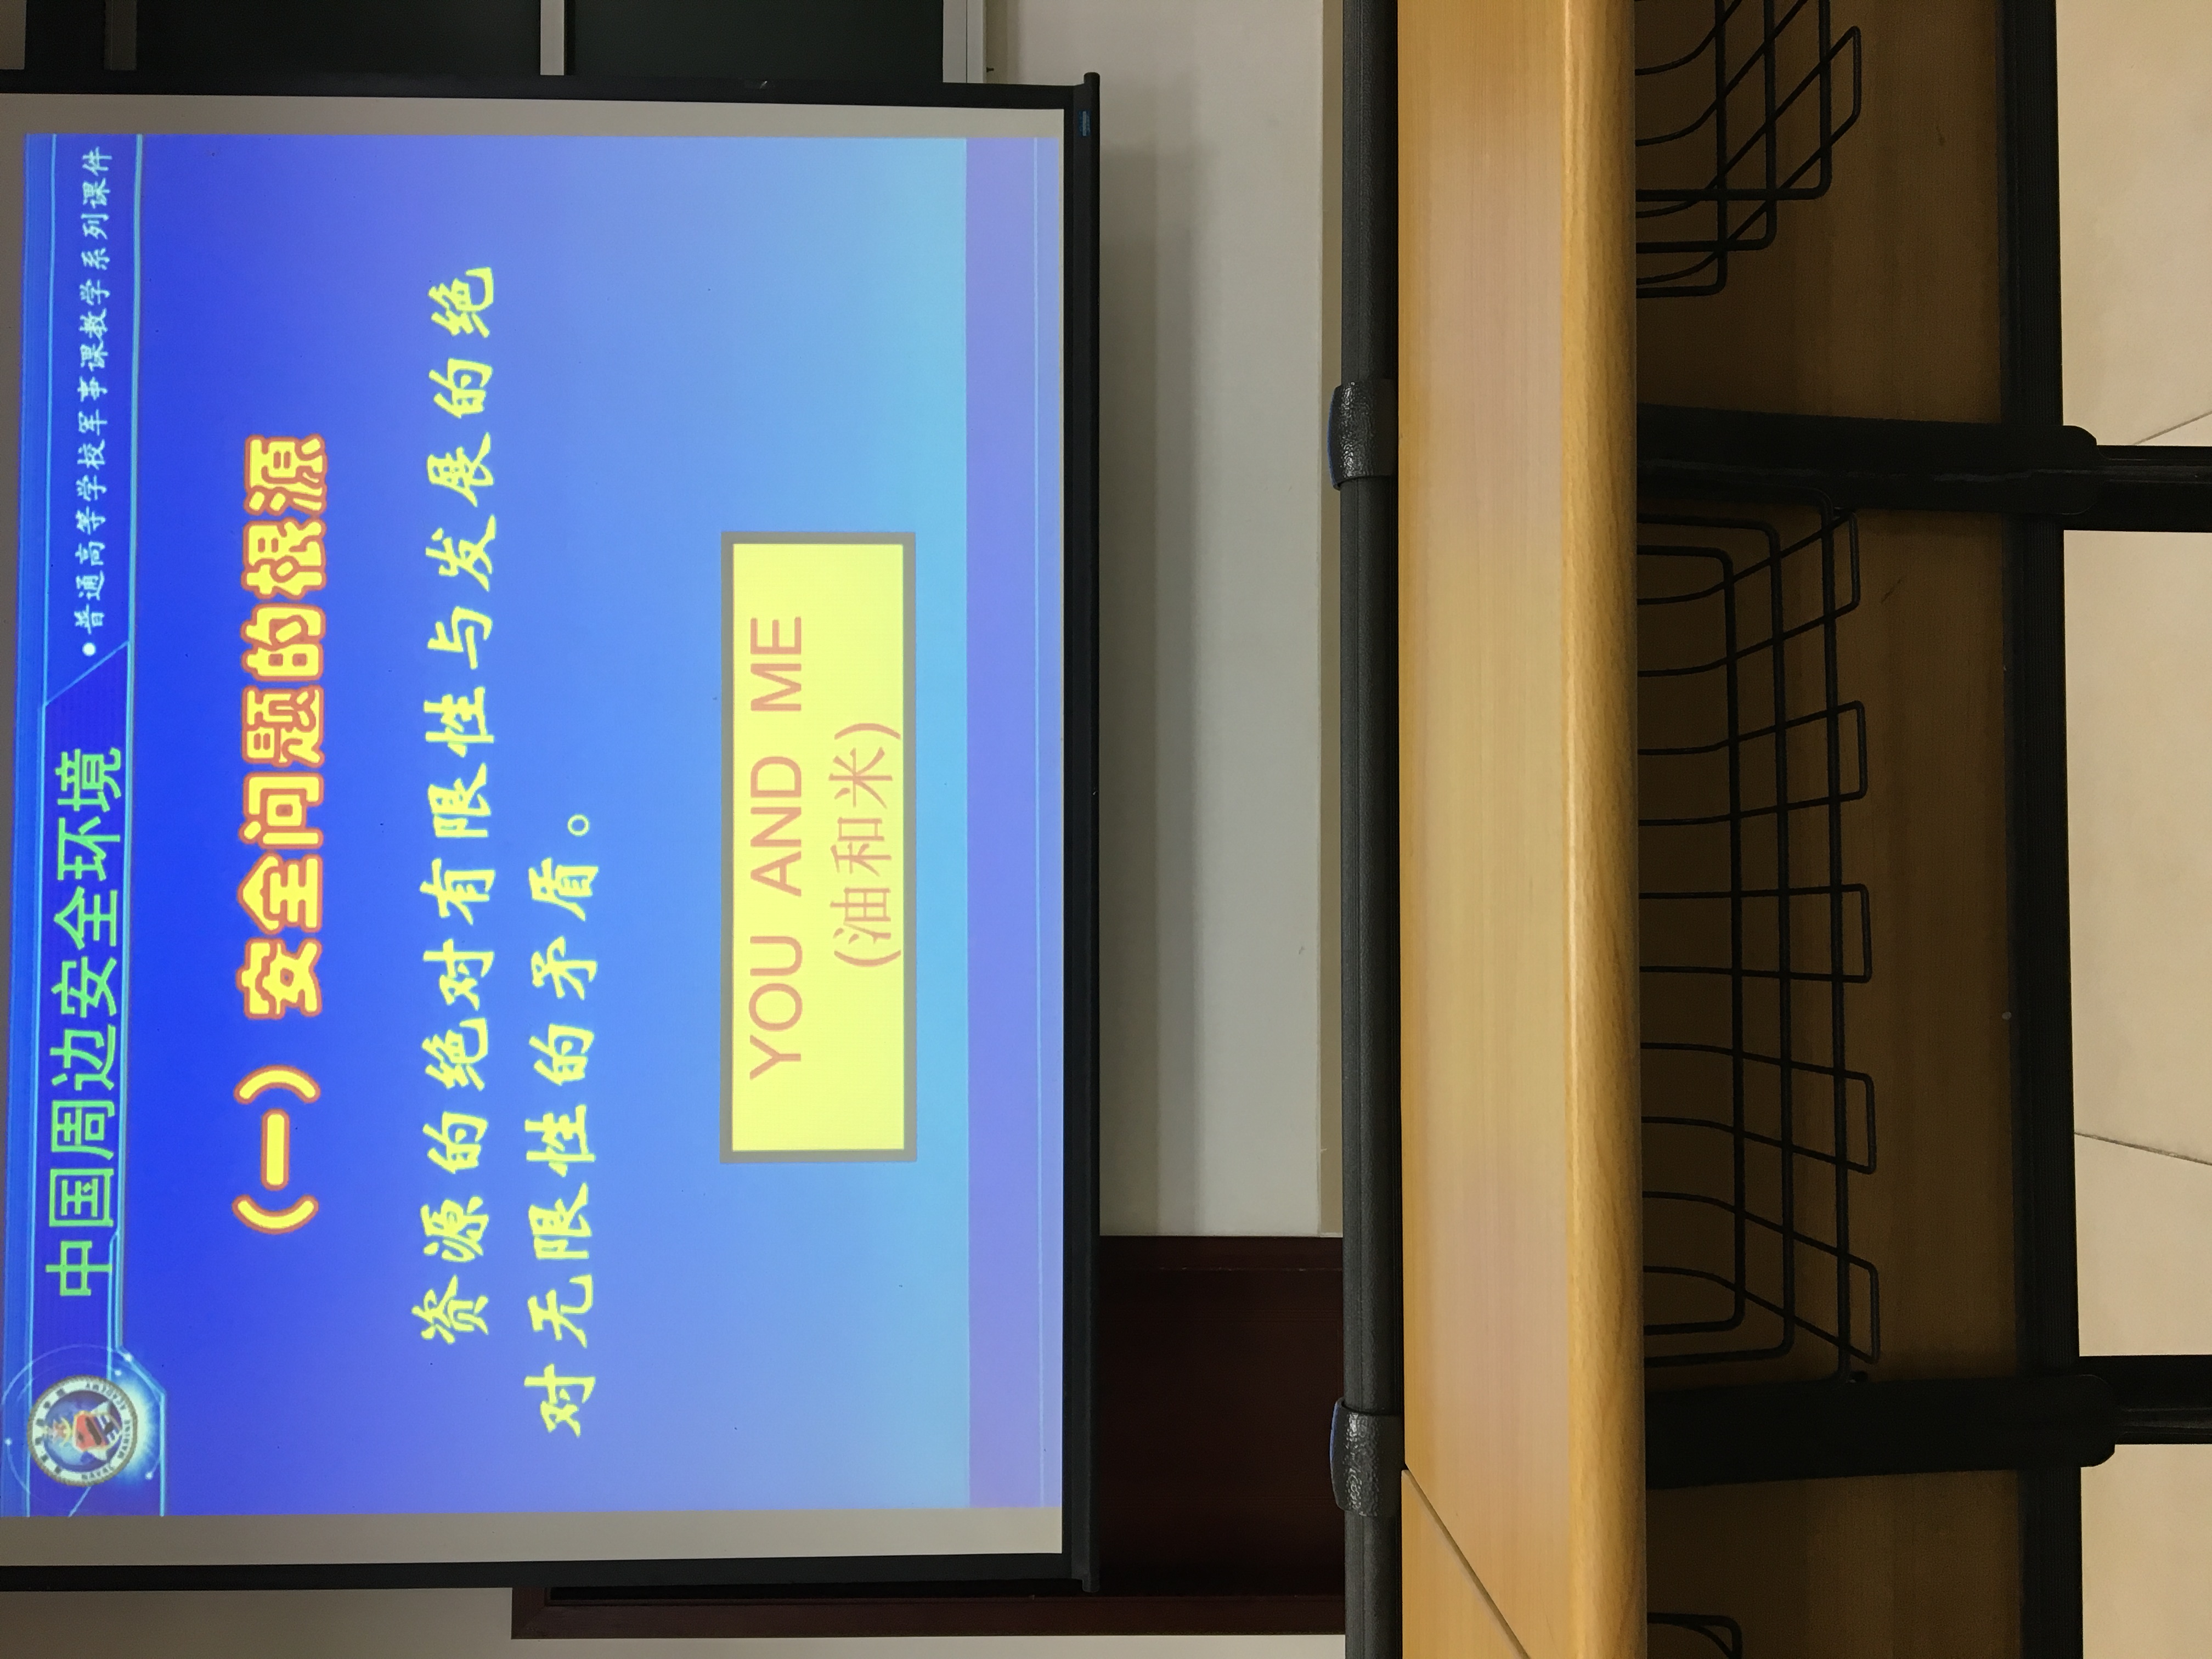 中国周边安全环境
•普通高等学校军事课教学系列课件
（一）安全问题的根源
资源的绝对有限性与发展的绝
对无限性的矛盾。
YOU AND ME
(油和米)